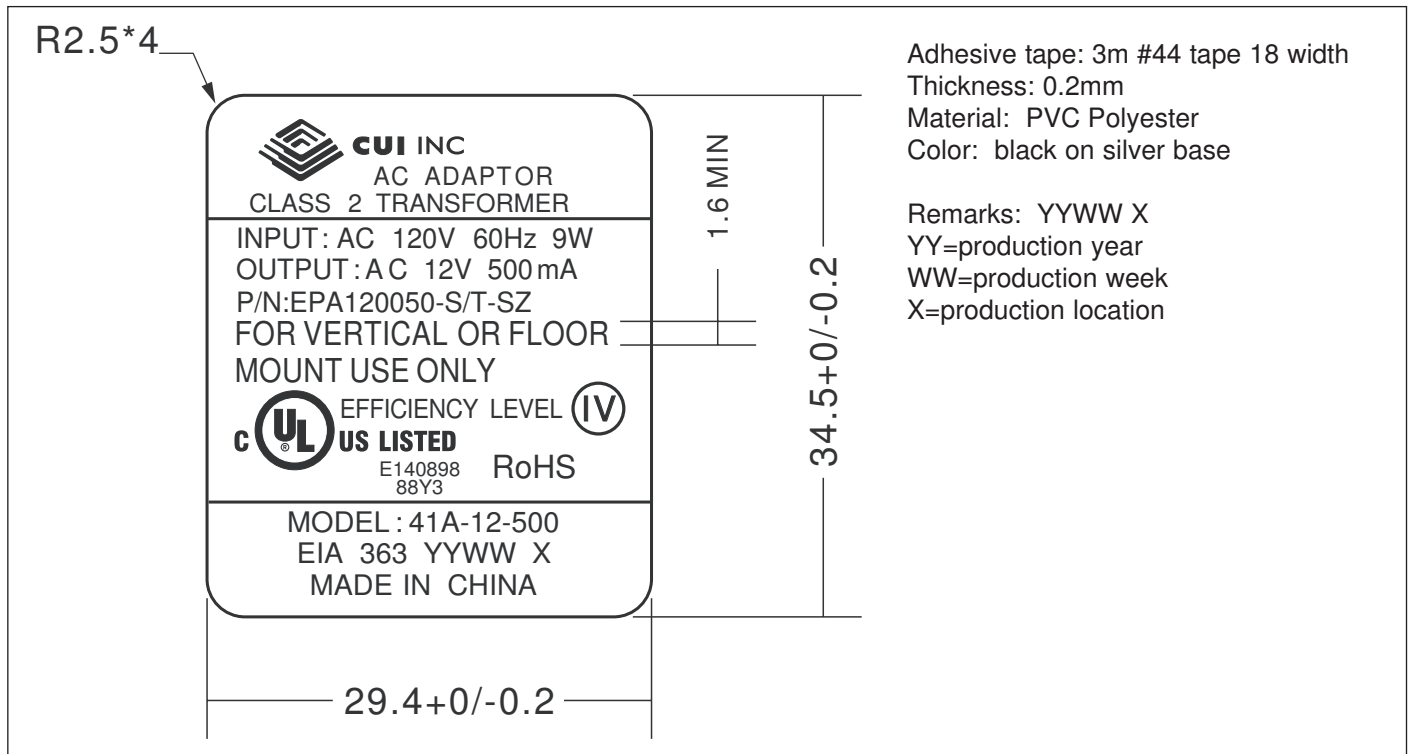 R2.5*4
CUI INC
AC ADAPTOR
CLASS 2 TRANSFORMER
INPUT: AC 120V 60Hz 9W
OUTPUT: AC 12V 500mA
P/N:EPA120050-S/T-SZ
FOR VERTICAL OR FLOOR
MOUNT USE ONLY
EFFICIENCY LEVEL IV
C UL ® US LISTED
E140898
88Y3
RoHS
MODEL: 41A-12-500
EIA 363 YYWW X
MADE IN CHINA
29.4+0/-0.2
1.6 MIN
34.5+0/-0.2
Adhesive tape: 3m #44 tape 18 width
Thickness: 0.2mm
Material: PVC Polyester
Color: black on silver base
Remarks: YYWW X
YY=production year
WW=production week
X=production location